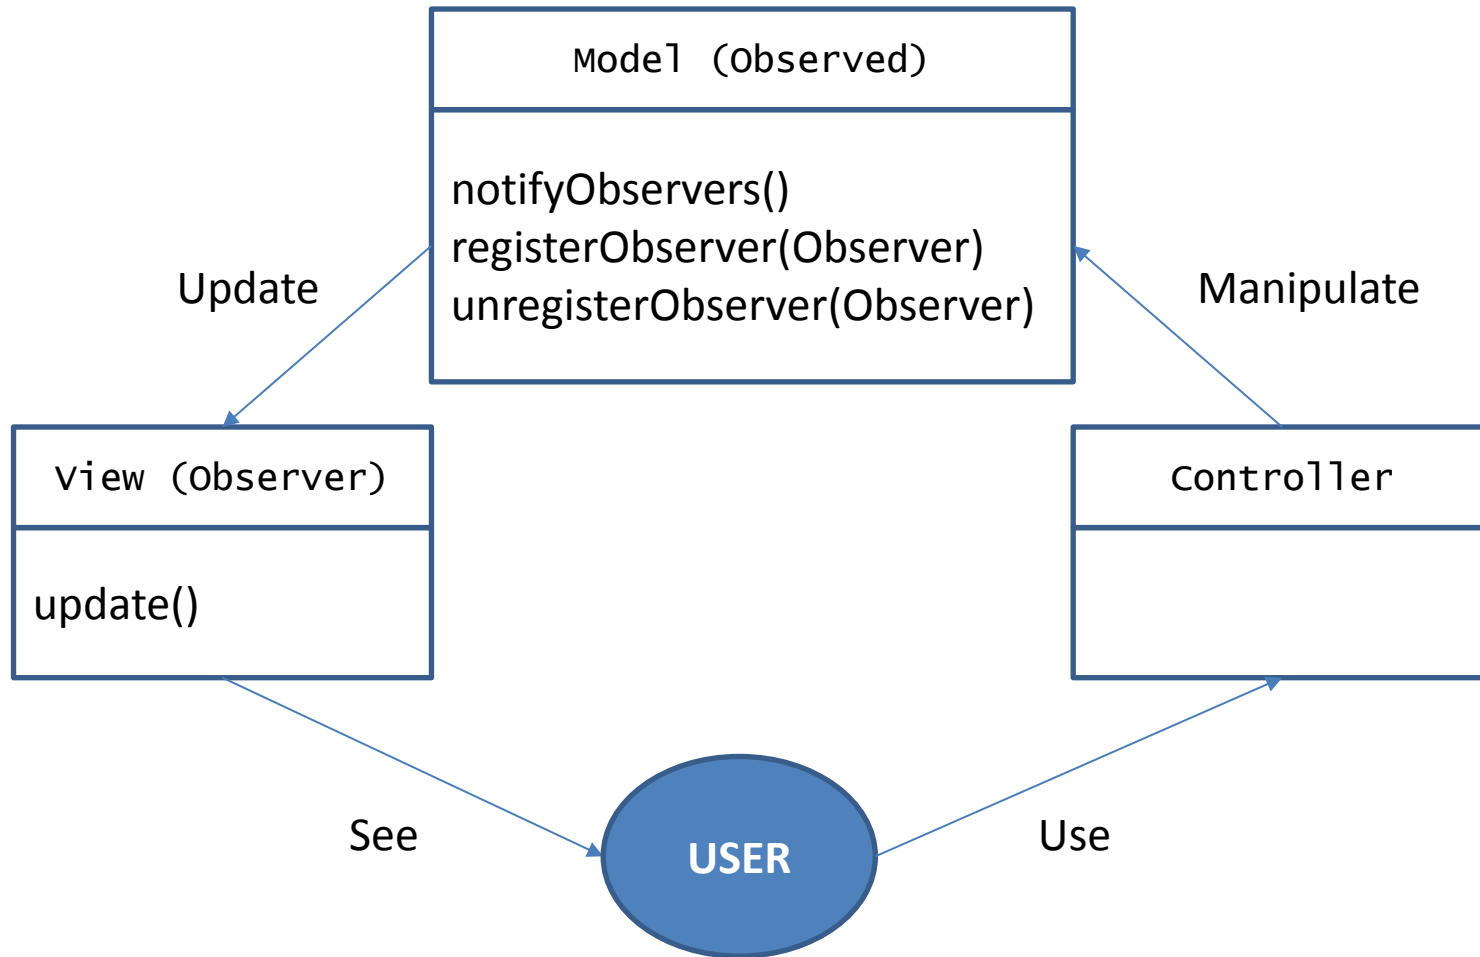 Model (Observed)
notifyObservers()
registerObserver(Observer)
unregisterObserver(Observer)
Update
Manipulate
View (Observer)
Controller
update()
See
Use
USER